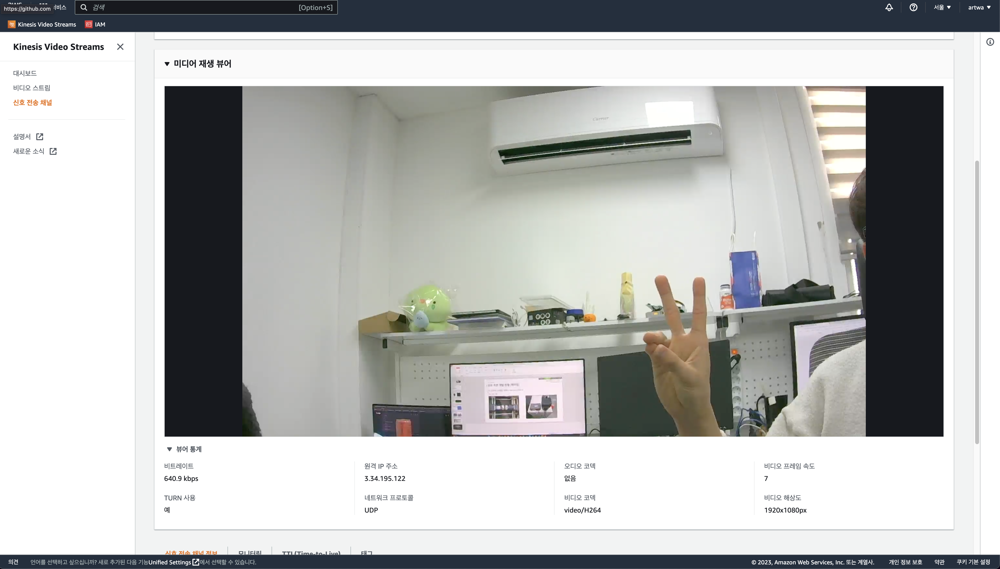 https://github.com
검색
[Option+S]
서울
artwa
Kinesis Video Streams
IAM
Kinesis Video Streams
대시보드
비디오 스트림
신호 전송 채널
설명서
새로운 소식
미디어 재생 뷰어
Carrier
뷰어 통계
비트레이트
640.9 kbps
원격 IP 주소
3.34.195.122
오디오 코덱
없음
비디오 프레임 속도
7
TURN 사용
예
네트워크 프로토콜
UDP
비디오 코덱
video/H264
비디오 해상도
1920x1080px
신호 전송 채널 정보
모니터링
TTL(Time-to-Live)
태그
의견
언어를 선택하고 싶으십니까? 새로 추가된 다음 기능Unified Settings에서 선택할 수 있습니다.
© 2023, Amazon Web Services, Inc. 또는 계열사.
개인 정보 보호
약관
쿠키 기본 설정